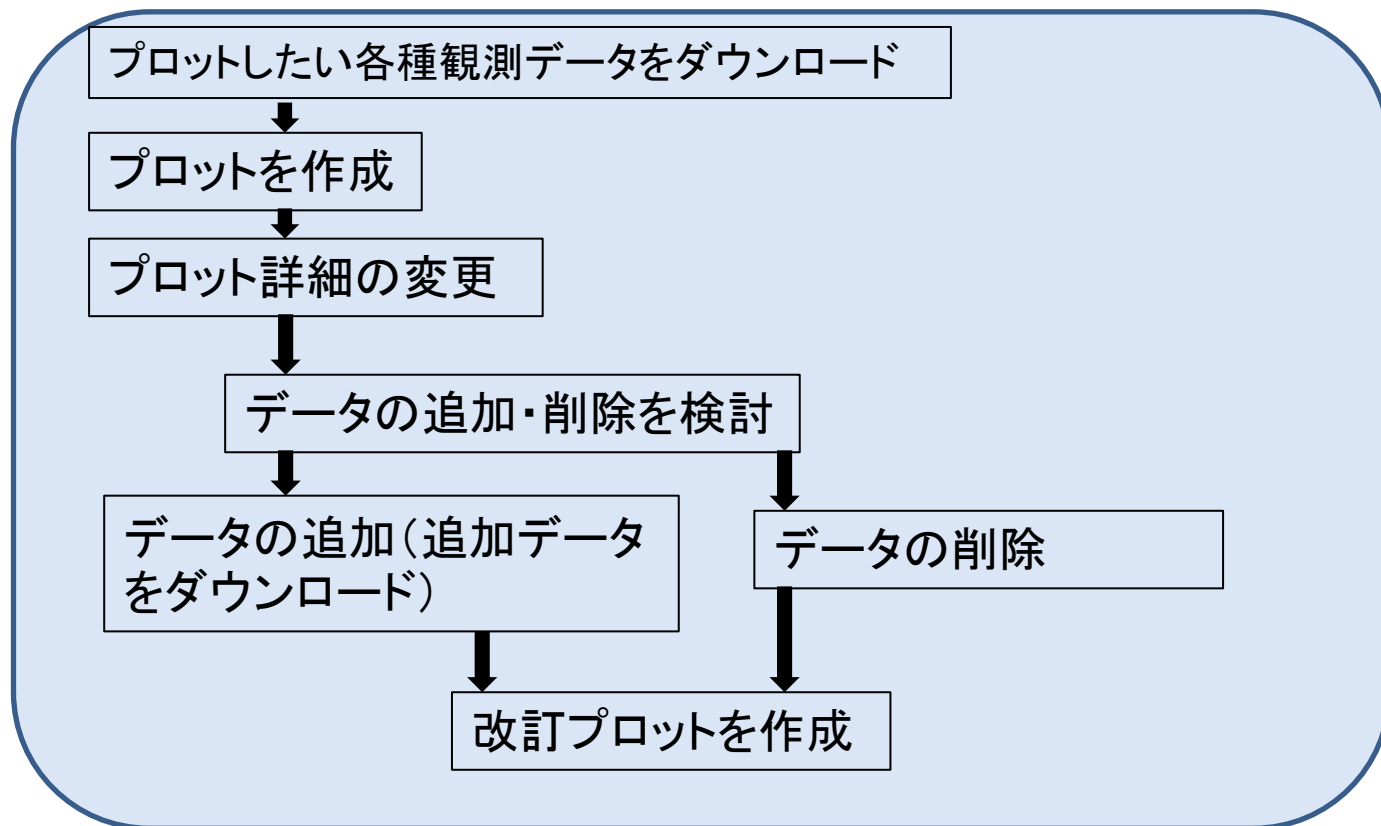 プロットしたい各種観測データをダウンロード
プロットを作成
プロット詳細の変更
データの追加・削除を検討
データの追加（追加データ
をダウンロード）
データの削除
改訂プロットを作成